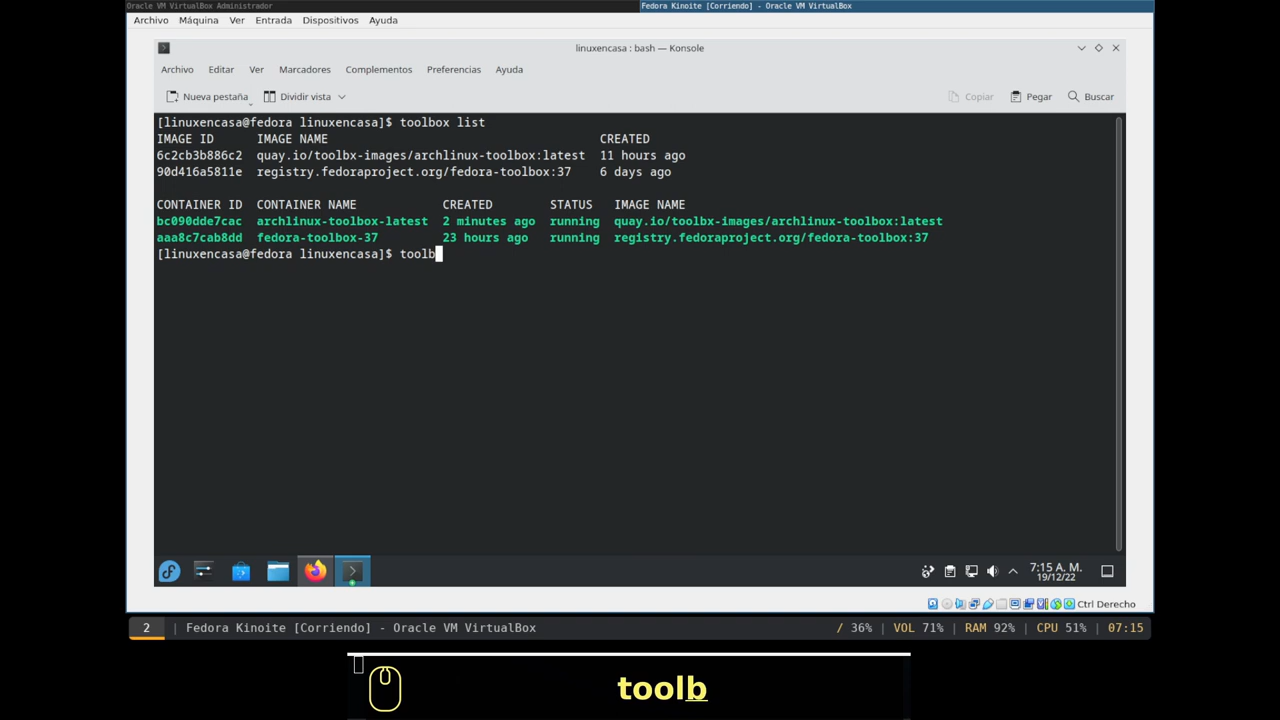 Oracle VM VirtualBox Administrador
Fedora Kinoite [Corriendo] - Oracle VM VirtualBox
Archivo Máquina Ver Entrada Dispositivos Ayuda
linuxencasa : bash — Konsole
Archivo Editar Ver Marcadores Complementos Preferencias Ayuda
Nueva pestaña Dividir vista Copiar Pegar Buscar
[linuxencasa@fedora linuxencasa]$ toolbox list
IMAGE ID IMAGE NAME CREATED
6c2cb3b886c2 quay.io/toolbx-images/archlinux-toolbox:latest 11 hours ago
90d416a5811e registry.fedoraproject.org/fedora-toolbox:37 6 days ago
CONTAINER ID CONTAINER NAME CREATED STATUS IMAGE NAME
bc090dde7cac archlinux-toolbox-latest 2 minutes ago running quay.io/toolbx-images/archlinux-toolbox:latest
aaa8c7cab8dd fedora-toolbox-37 23 hours ago running registry.fedoraproject.org/fedora-toolbox:37
[linuxencasa@fedora linuxencasa]$ toolb
7:15 A. M.
19/12/22
Ctrl Derecho
2 | Fedora Kinoite [Corriendo] - Oracle VM VirtualBox / 36% | VOL 71% | RAM 92% | CPU 51% | 07:15
toolb